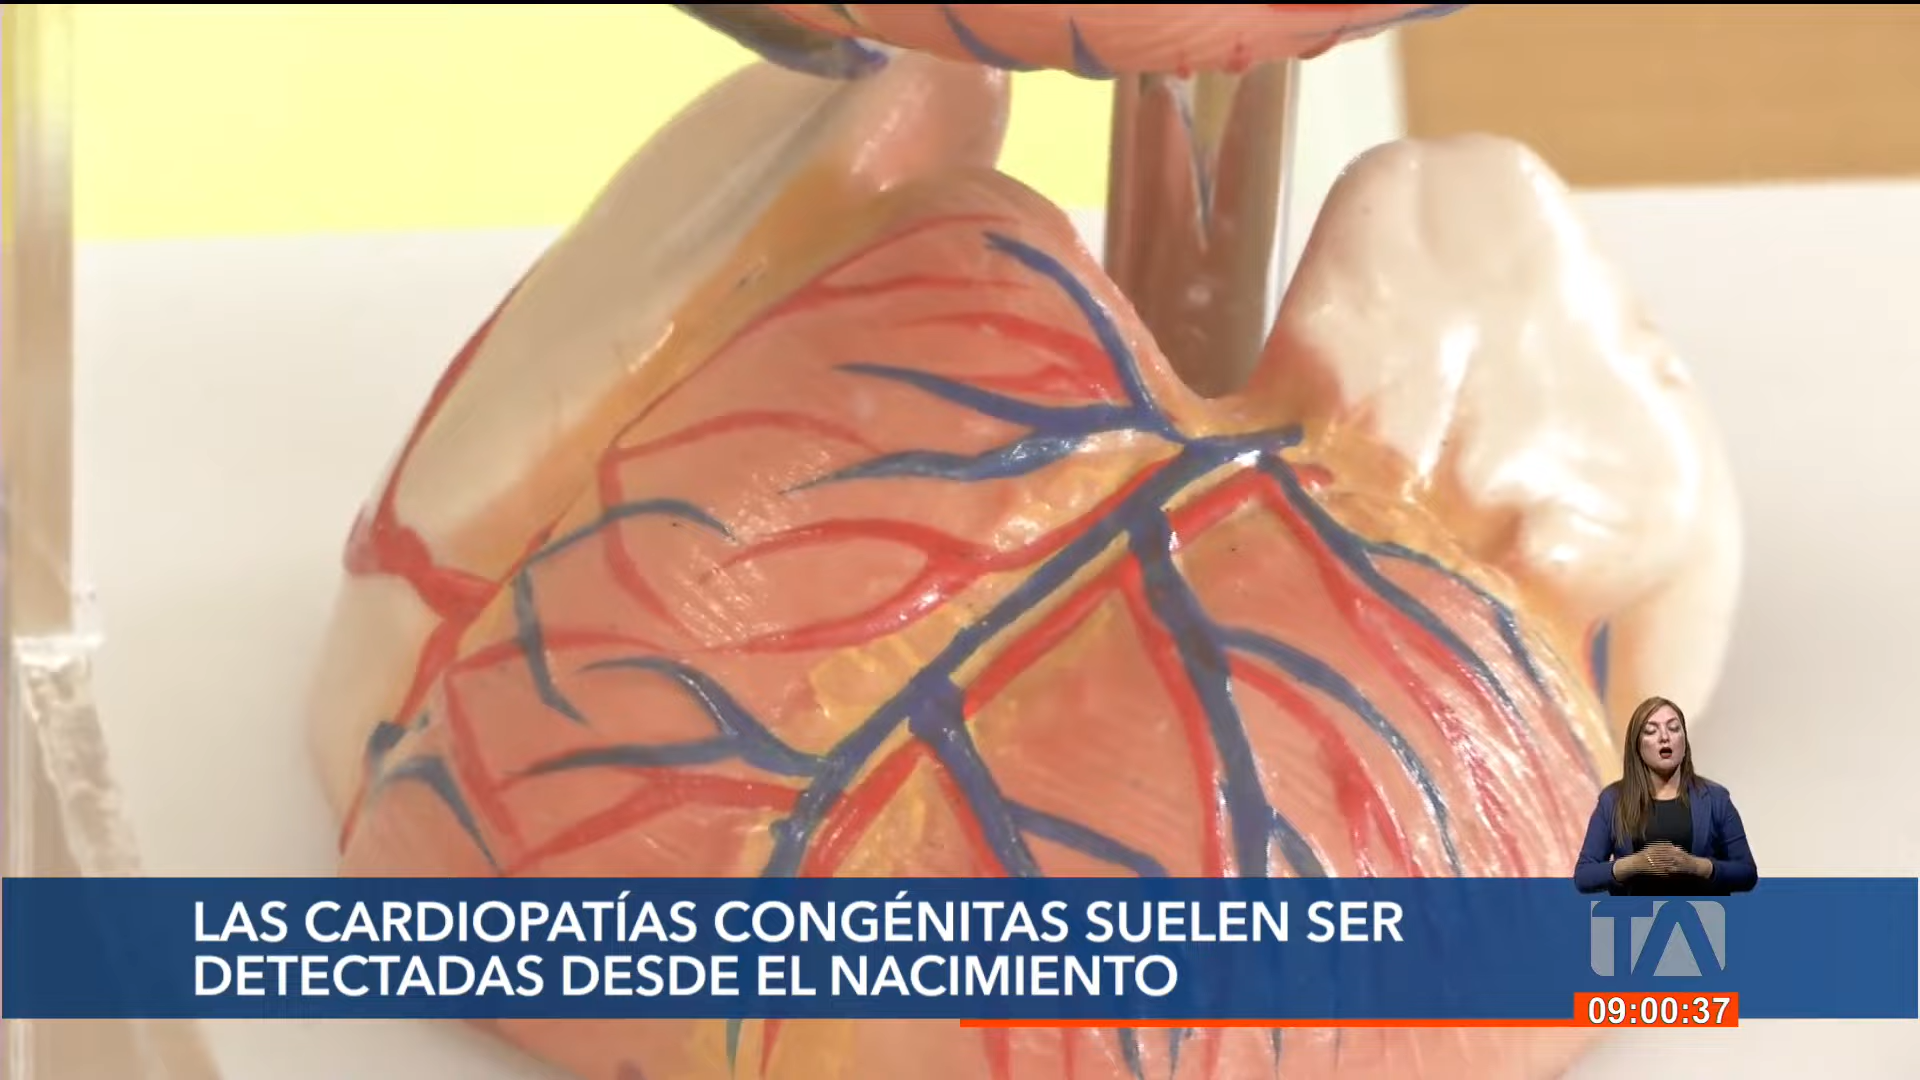 LAS CARDIOPATÍAS CONGÉNITAS SUELEN SER
DETECTADAS DESDE EL NACIMIENTO
TA
09:00:37